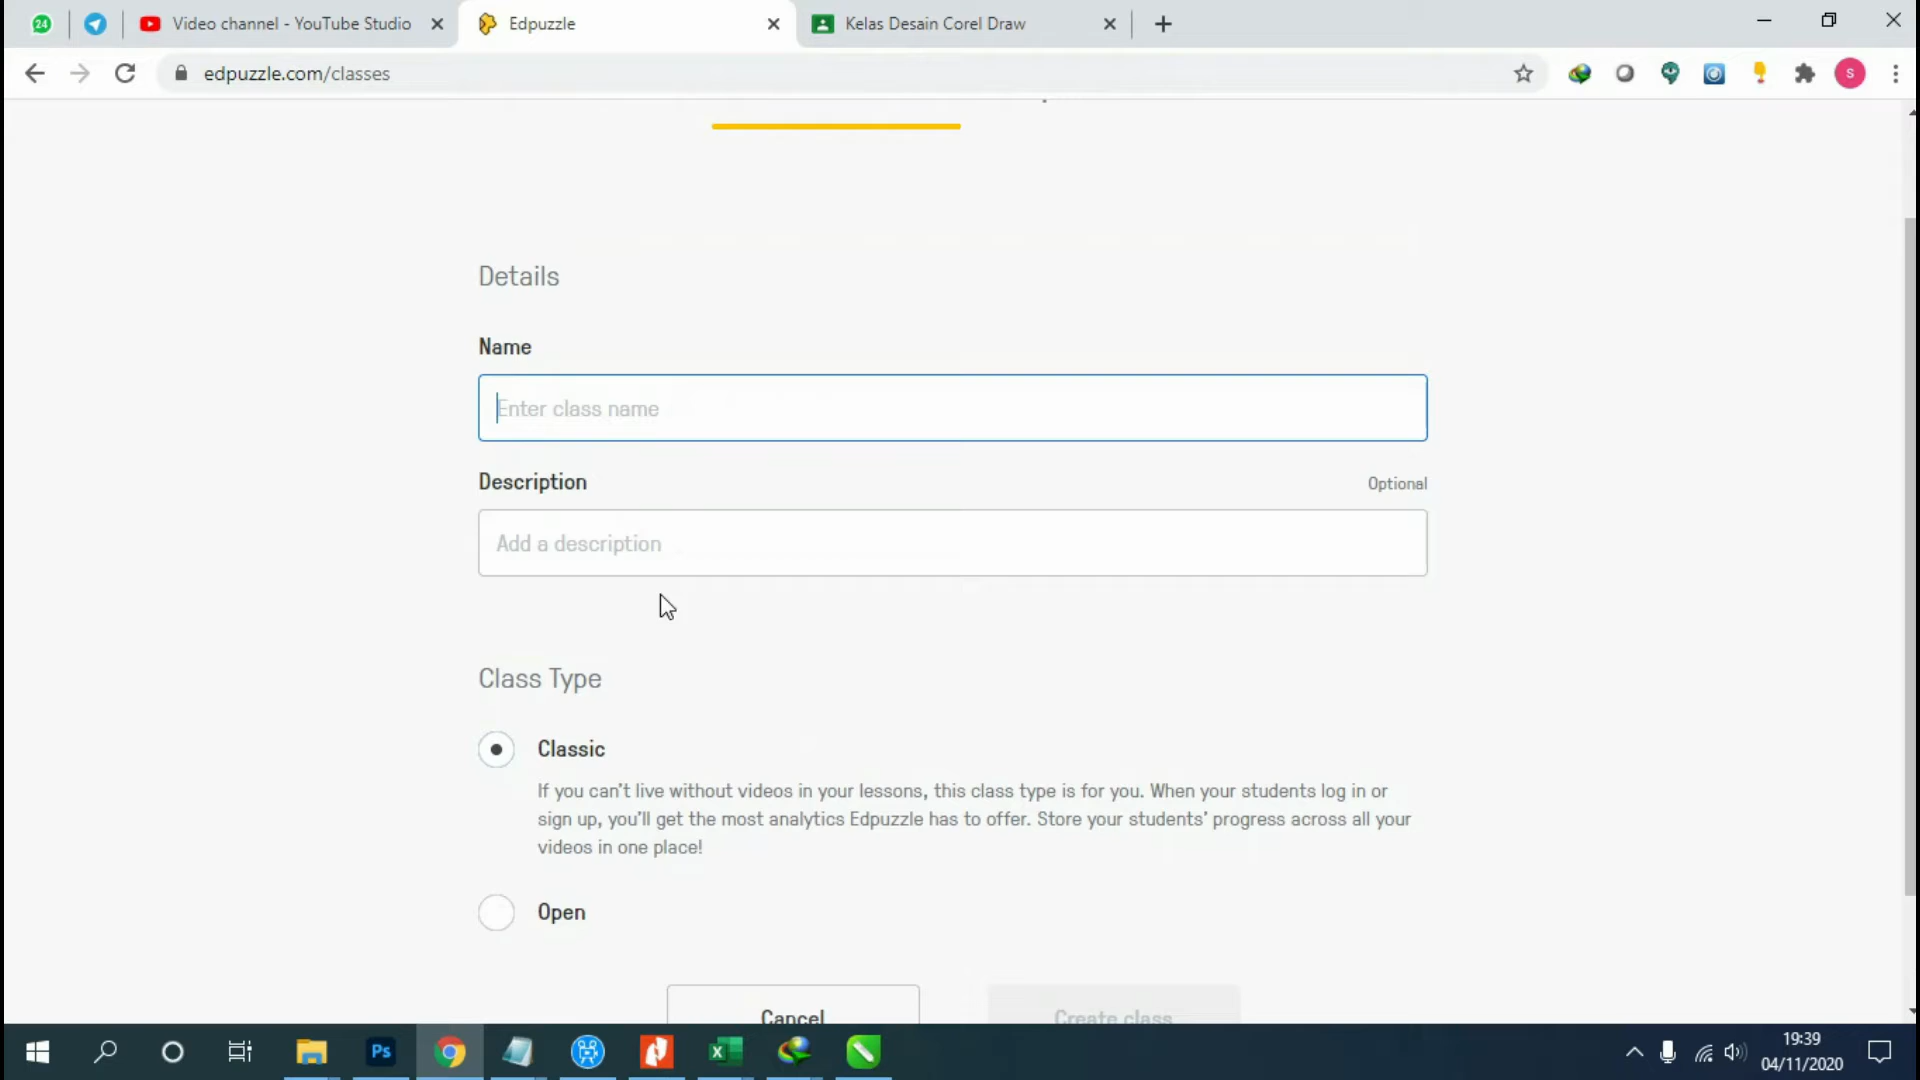 24
Video channel - YouTube Studio
Edpuzzle
Kelas Desain Corel Draw
edpuzzle.com/classes
S
Details
Name
Enter class name
Description
Optional
Add a description
Class Type
Classic
If you can't live without videos in your lessons, this class type is for you. When your students log in or
sign up, you'll get the most analytics Edpuzzle has to offer. Store your students' progress across all your
videos in one place!
Open
Cancel
Create class
Ps
19:39
04/11/2020